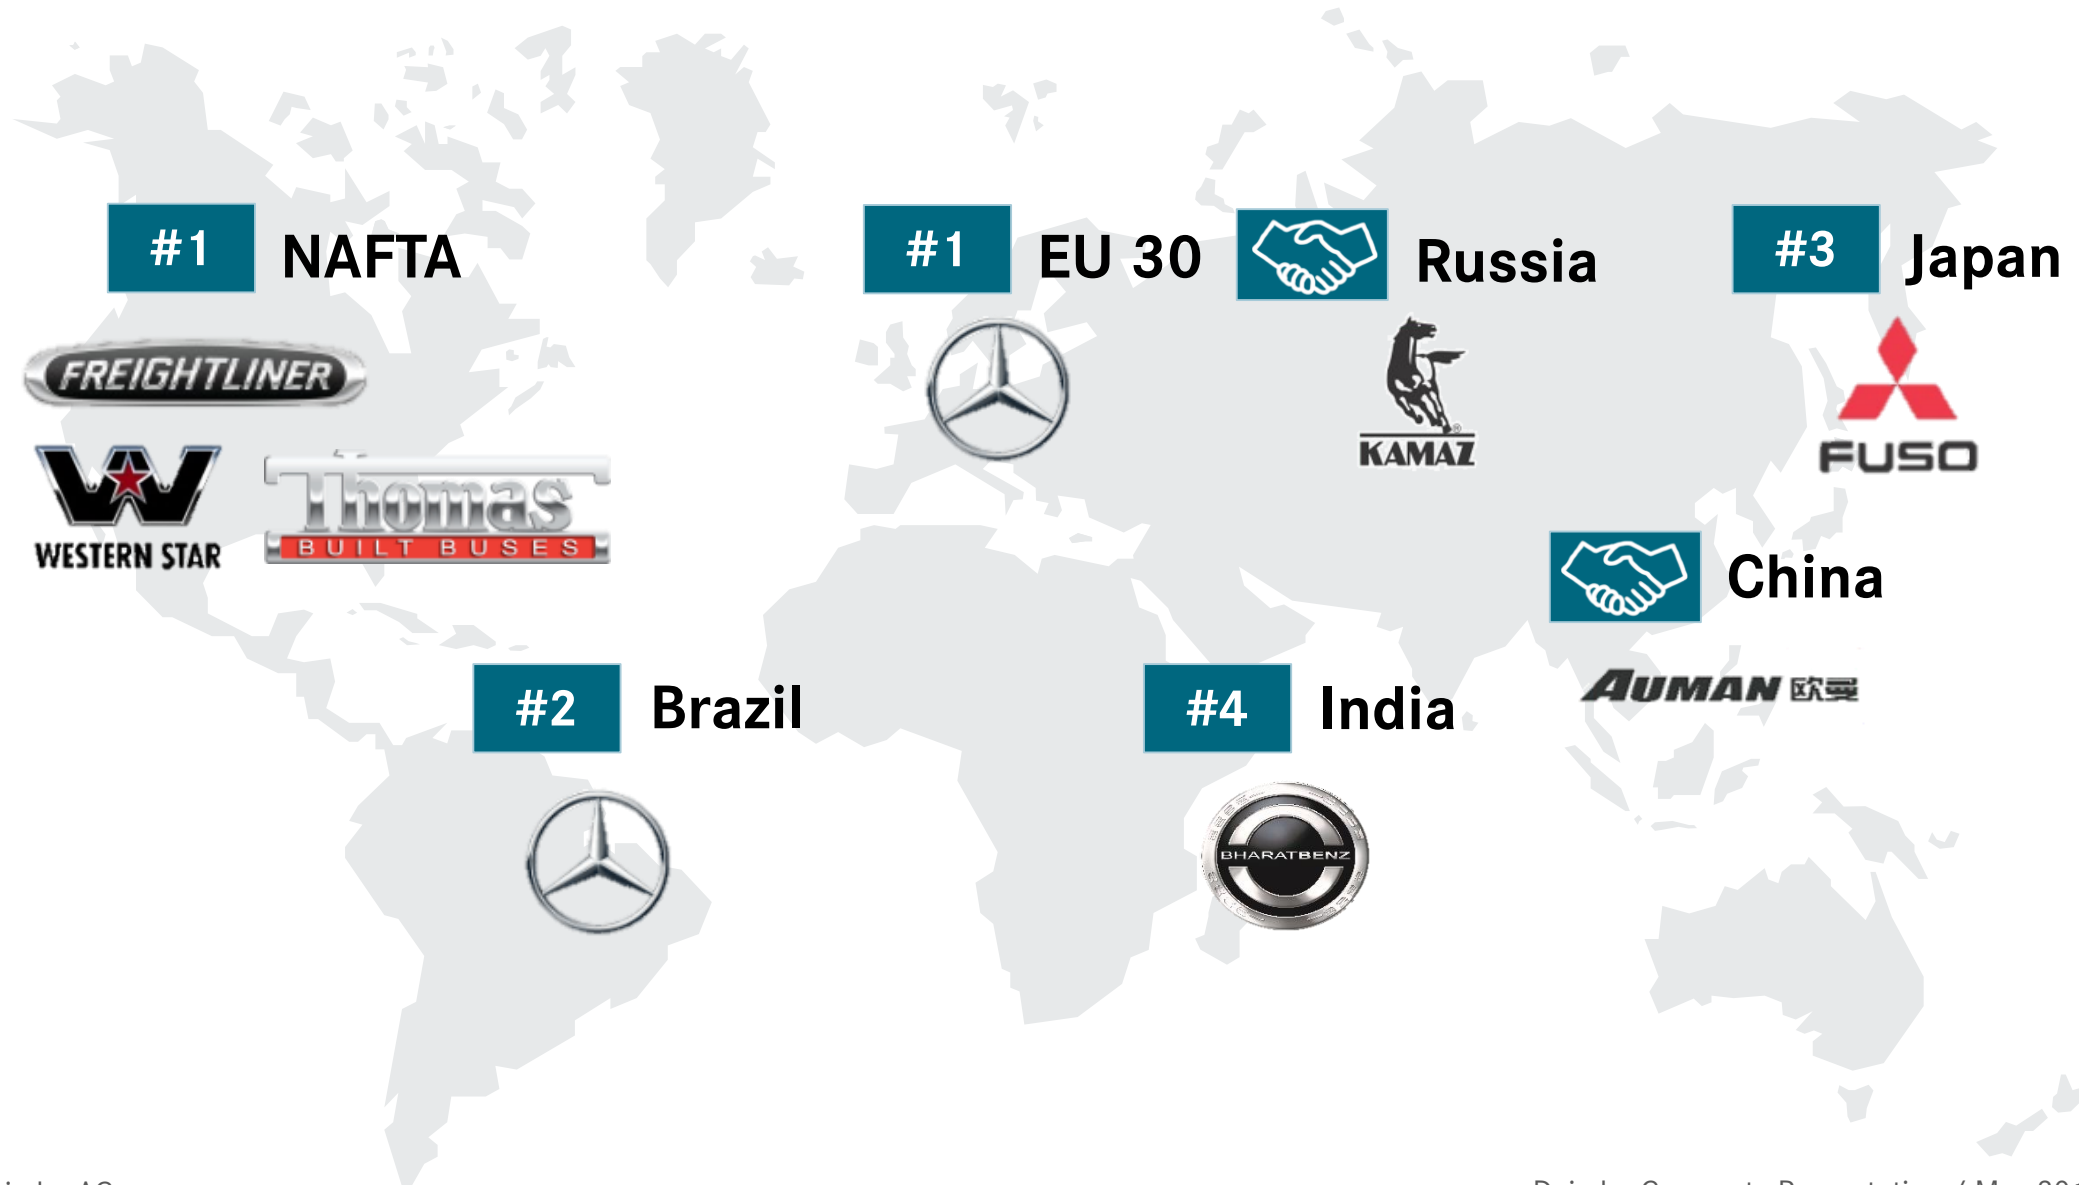 #1 NAFTA
#1 EU 30
Russia
#3 Japan
FREIGHTLINER
KAMAZ
FUSO
WESTERN STAR
Thomas
BUILT BUSES
China
AUMAN 欧曼
#2 Brazil
#4 India
BHARATBENZ